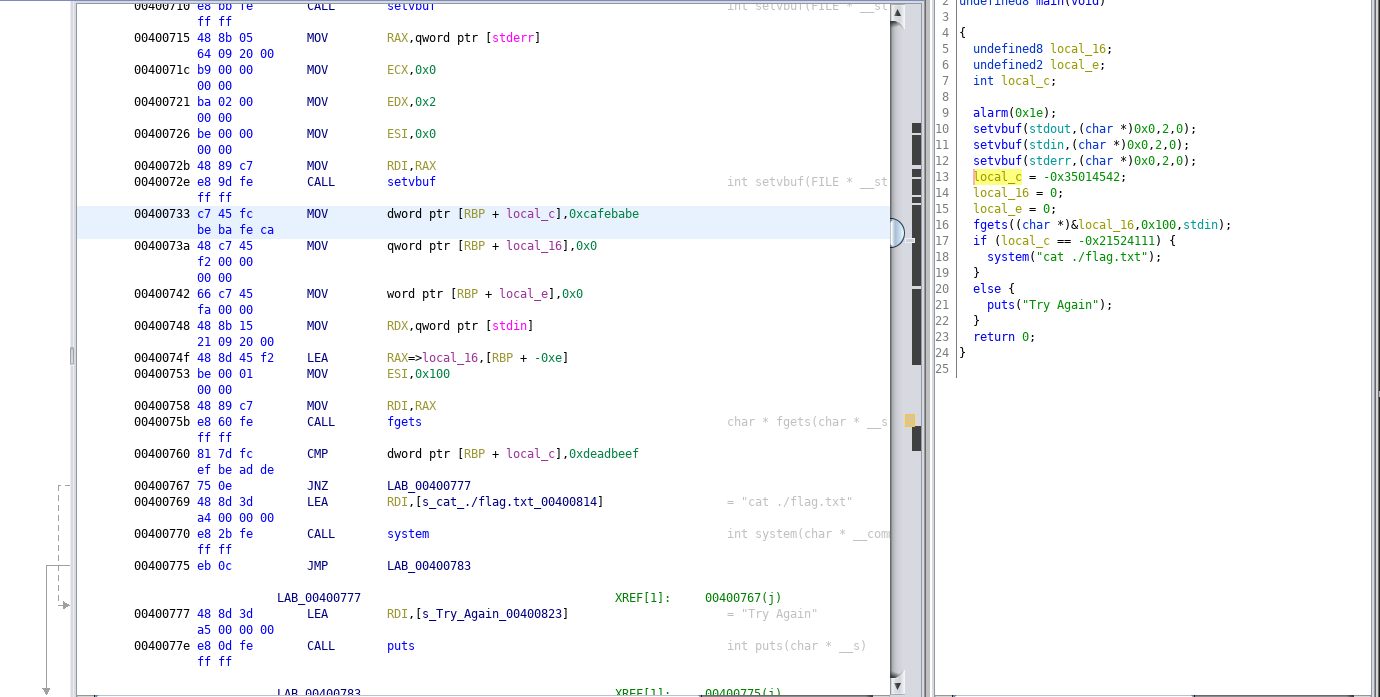 00400710 e8 bb fe CALL setvbuf int setvbuf(FILE * __st
ff ff
00400715 48 8b 05 MOV RAX,qword ptr [stderr]
64 09 20 00
0040071c b9 00 00 MOV ECX,0x0
00 00
00400721 ba 02 00 MOV EDX,0x2
00 00
00400726 be 00 00 MOV ESI,0x0
00 00
0040072b 48 89 c7 MOV RDI,RAX
0040072e e8 9d fe CALL setvbuf int setvbuf(FILE * __st
ff ff
00400733 c7 45 fc MOV dword ptr [RBP + local_c],0xcafebabe
be ba fe ca
0040073a 48 c7 45 MOV qword ptr [RBP + local_16],0x0
f2 00 00
00 00
00400742 66 c7 45 MOV word ptr [RBP + local_e],0x0
fa 00 00
00400748 48 8b 15 MOV RDX,qword ptr [stdin]
21 09 20 00
0040074f 48 8d 45 f2 LEA RAX=>local_16,[RBP + -0xe]
00400753 be 00 01 MOV ESI,0x100
00 00
00400758 48 89 c7 MOV RDI,RAX
0040075b e8 60 fe CALL fgets char * fgets(char * __s
ff ff
00400760 81 7d fc CMP dword ptr [RBP + local_c],0xdeadbeef
ef be ad de
00400767 75 0e JNZ LAB_00400777
00400769 48 8d 3d LEA RDI,[s_cat_./flag.txt_00400814] = "cat ./flag.txt"
a4 00 00 00
00400770 e8 2b fe CALL system int system(char * __com
ff ff
00400775 eb 0c JMP LAB_00400783
LAB_00400777 XREF[1]: 00400767(j)
00400777 48 8d 3d LEA RDI,[s_Try_Again_00400823] = "Try Again"
a5 00 00 00
0040077e e8 0d fe CALL puts int puts(char * __s)
ff ff
LAB_00400783 XREF[1]: 00400775(j)
2 undefined8 main(void)
3
4 {
5 undefined8 local_16;
6 undefined2 local_e;
7 int local_c;
8
9 alarm(0x1e);
10 setvbuf(stdout,(char *)0x0,2,0);
11 setvbuf(stdin,(char *)0x0,2,0);
12 setvbuf(stderr,(char *)0x0,2,0);
13 local_c = -0x35014542;
14 local_16 = 0;
15 local_e = 0;
16 fgets((char *)&local_16,0x100,stdin);
17 if (local_c == -0x21524111) {
18 system("cat ./flag.txt");
19 }
20 else {
21 puts("Try Again");
22 }
23 return 0;
24 }
25